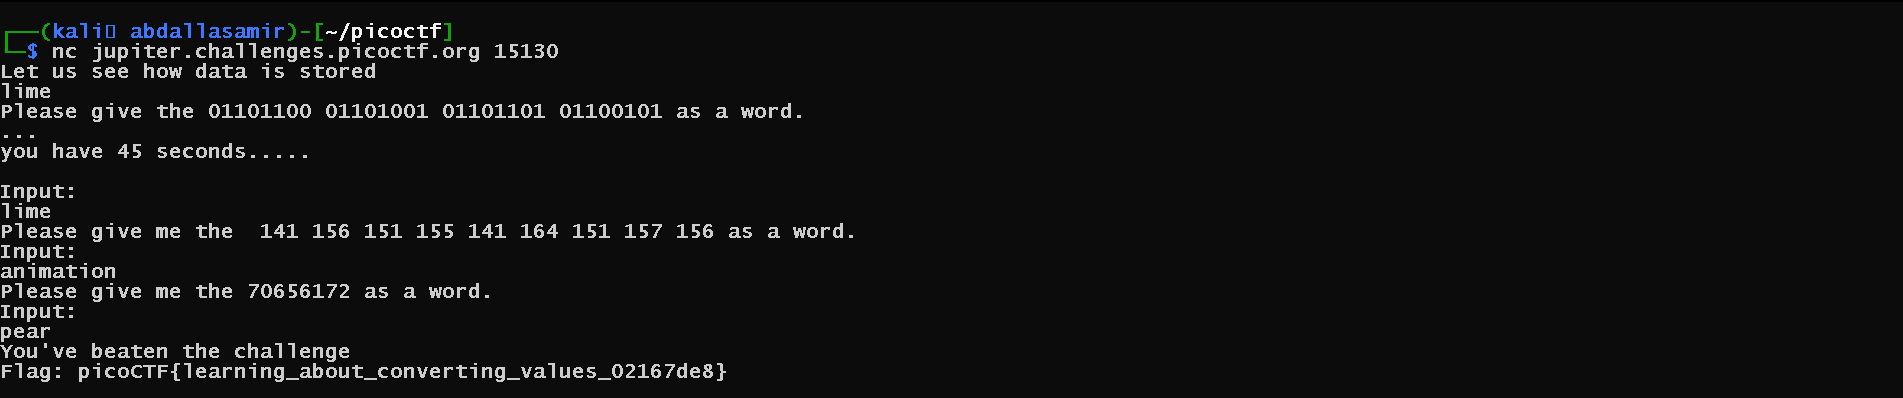 ┌──(kali▯ abdallasamir)-[~/picoctf]
└─$ nc jupiter.challenges.picoctf.org 15130
Let us see how data is stored
lime
Please give the 01101100 01101001 01101101 01100101 as a word.
...
you have 45 seconds.....
Input:
lime
Please give me the  141 156 151 155 141 164 151 157 156 as a word.
Input:
animation
Please give me the 70656172 as a word.
Input:
pear
You've beaten the challenge
Flag: picoCTF{learning_about_converting_values_02167de8}